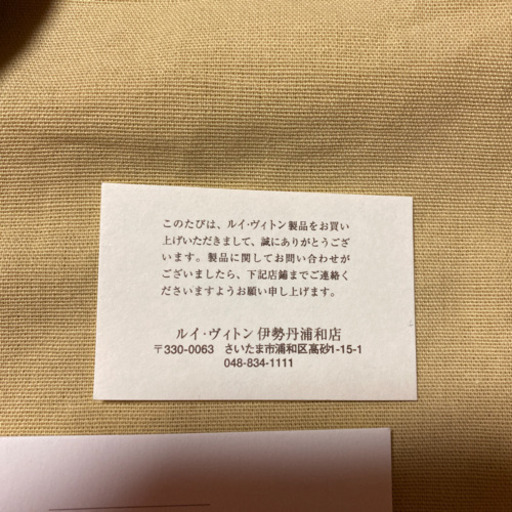 このたびは、ルイ・ヴィトン製品をお買い
上げいただきまして、誠にありがとうござ
います。製品に関してお問い合わせが
ございましたら、下記店舗までご連絡く
ださいますようお願い申し上げます。
ルイ・ヴィトン 伊勢丹浦和店
〒330-0063 さいたま市浦和区高砂1-15-1
048-834-1111